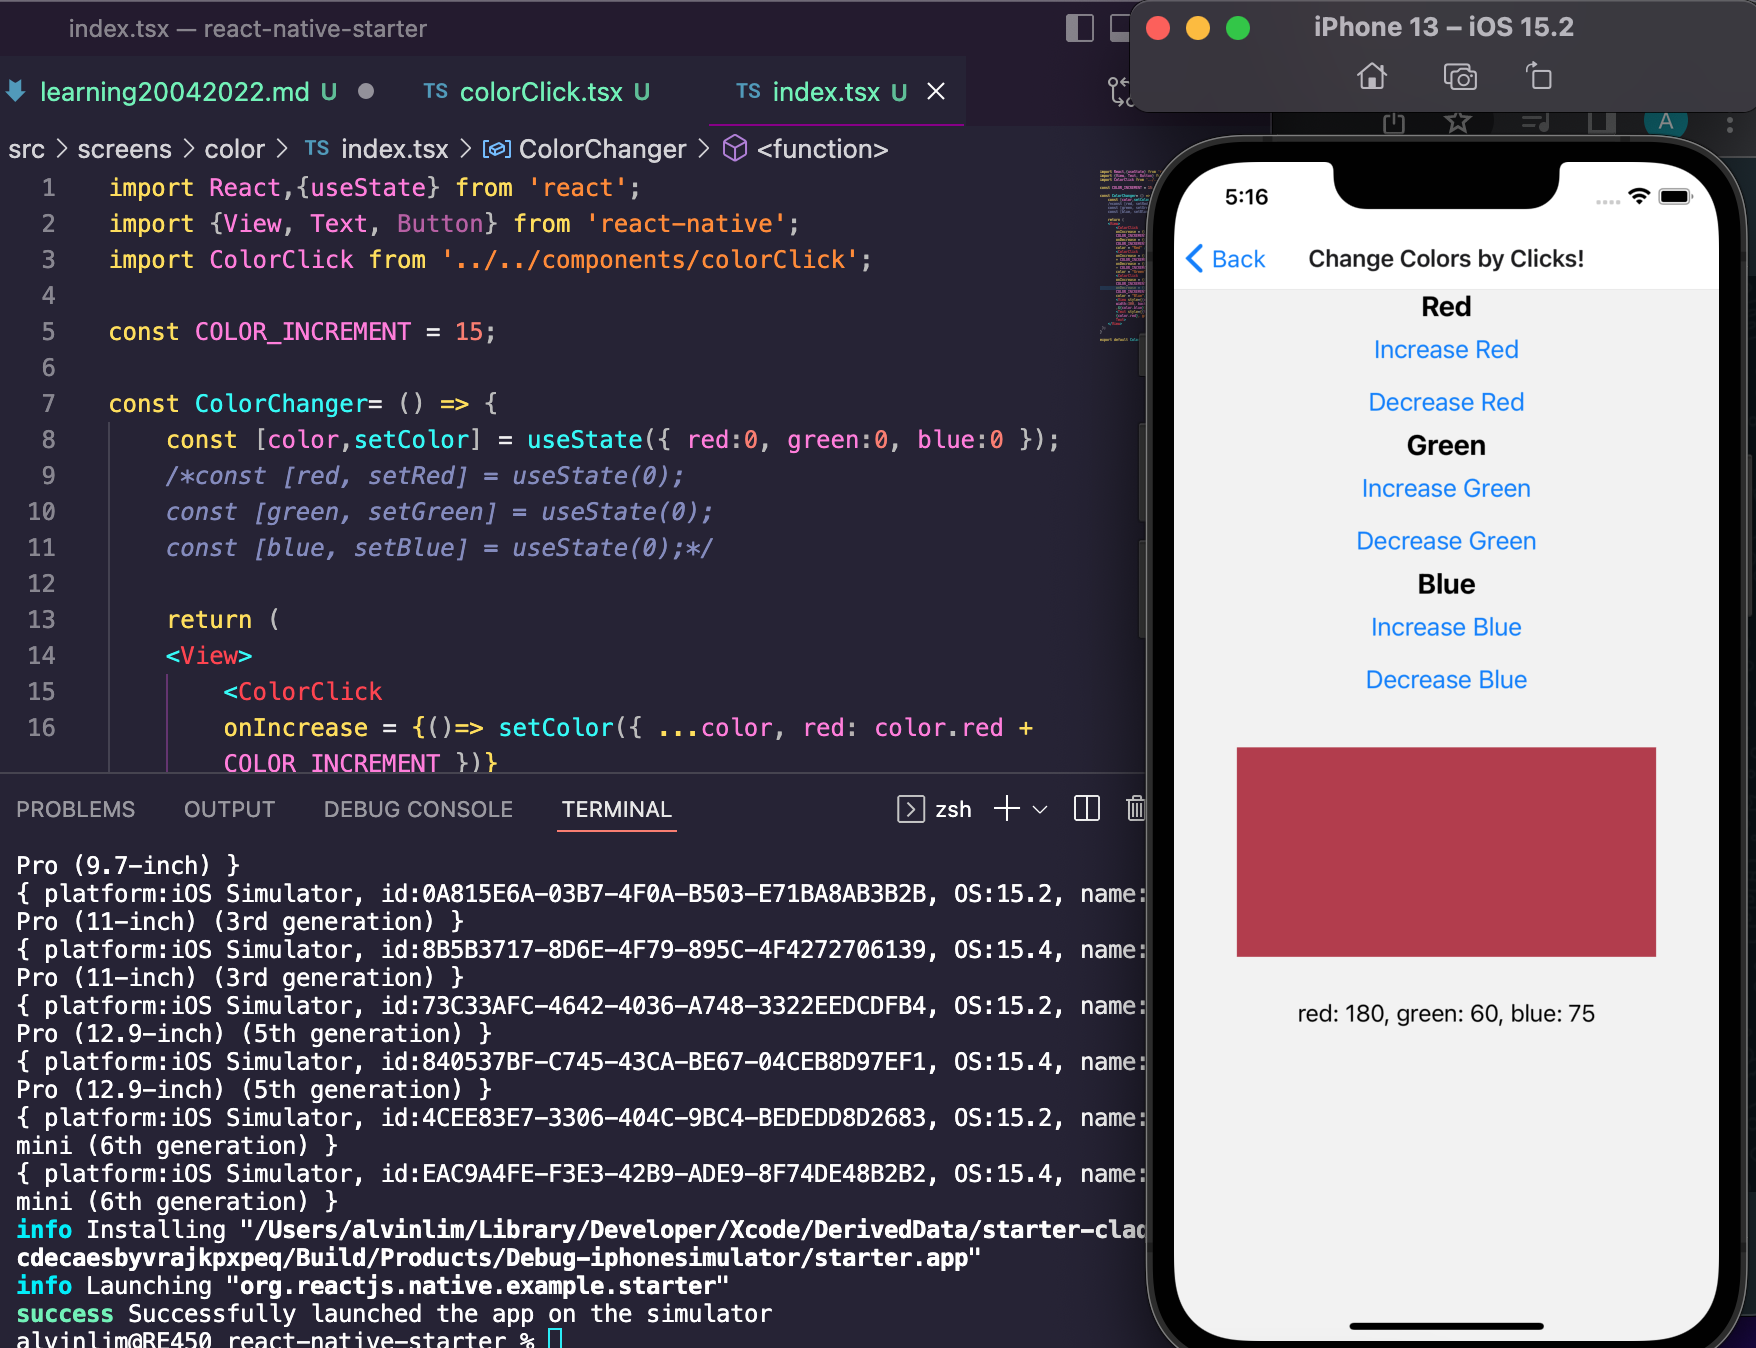 index.tsx — react-native-starter
learning20042022.md U
TS colorClick.tsx U
TS index.tsx U
src > screens > color > TS index.tsx > ColorChanger > <function>
1 import React,{useState} from 'react';
2 import {View, Text, Button} from 'react-native';
3 import ColorClick from '../../components/colorClick';
4
5 const COLOR_INCREMENT = 15;
6
7 const ColorChanger= () => {
8 const [color,setColor] = useState({ red:0, green:0, blue:0 });
9 /*const [red, setRed] = useState(0);
10 const [green, setGreen] = useState(0);
11 const [blue, setBlue] = useState(0);*/
12
13 return (
14 <View>
15 <ColorClick
16 onIncrease = {()=> setColor({ ...color, red: color.red +
COLOR_INCREMENT })}
PROBLEMS OUTPUT DEBUG CONSOLE TERMINAL zsh
Pro (9.7-inch) }
{ platform:iOS Simulator, id:0A815E6A-03B7-4F0A-B503-E71BA8AB3B2B, OS:15.2, name:
Pro (11-inch) (3rd generation) }
{ platform:iOS Simulator, id:8B5B3717-8D6E-4F79-895C-4F4272706139, OS:15.4, name:
Pro (11-inch) (3rd generation) }
{ platform:iOS Simulator, id:73C33AFC-4642-4036-A748-3322EEDCDFB4, OS:15.2, name:
Pro (12.9-inch) (5th generation) }
{ platform:iOS Simulator, id:840537BF-C745-43CA-BE67-04CEB8D97EF1, OS:15.4, name:
Pro (12.9-inch) (5th generation) }
{ platform:iOS Simulator, id:4CEE83E7-3306-404C-9BC4-BEDEDD8D2683, OS:15.2, name:
mini (6th generation) }
{ platform:iOS Simulator, id:EAC9A4FE-F3E3-42B9-ADE9-8F74DE48B2B2, OS:15.4, name:
mini (6th generation) }
info Installing "/Users/alvinlim/Library/Developer/Xcode/DerivedData/starter-clad
cdecaesbyvrajkpxpeq/Build/Products/Debug-iphonesimulator/starter.app"
info Launching "org.reactjs.native.example.starter"
success Successfully launched the app on the simulator
alvinlim@RE450 react-native-starter %
iPhone 13 – iOS 15.2
A
5:16
Back Change Colors by Clicks!
Red
Increase Red
Decrease Red
Green
Increase Green
Decrease Green
Blue
Increase Blue
Decrease Blue
red: 180, green: 60, blue: 75